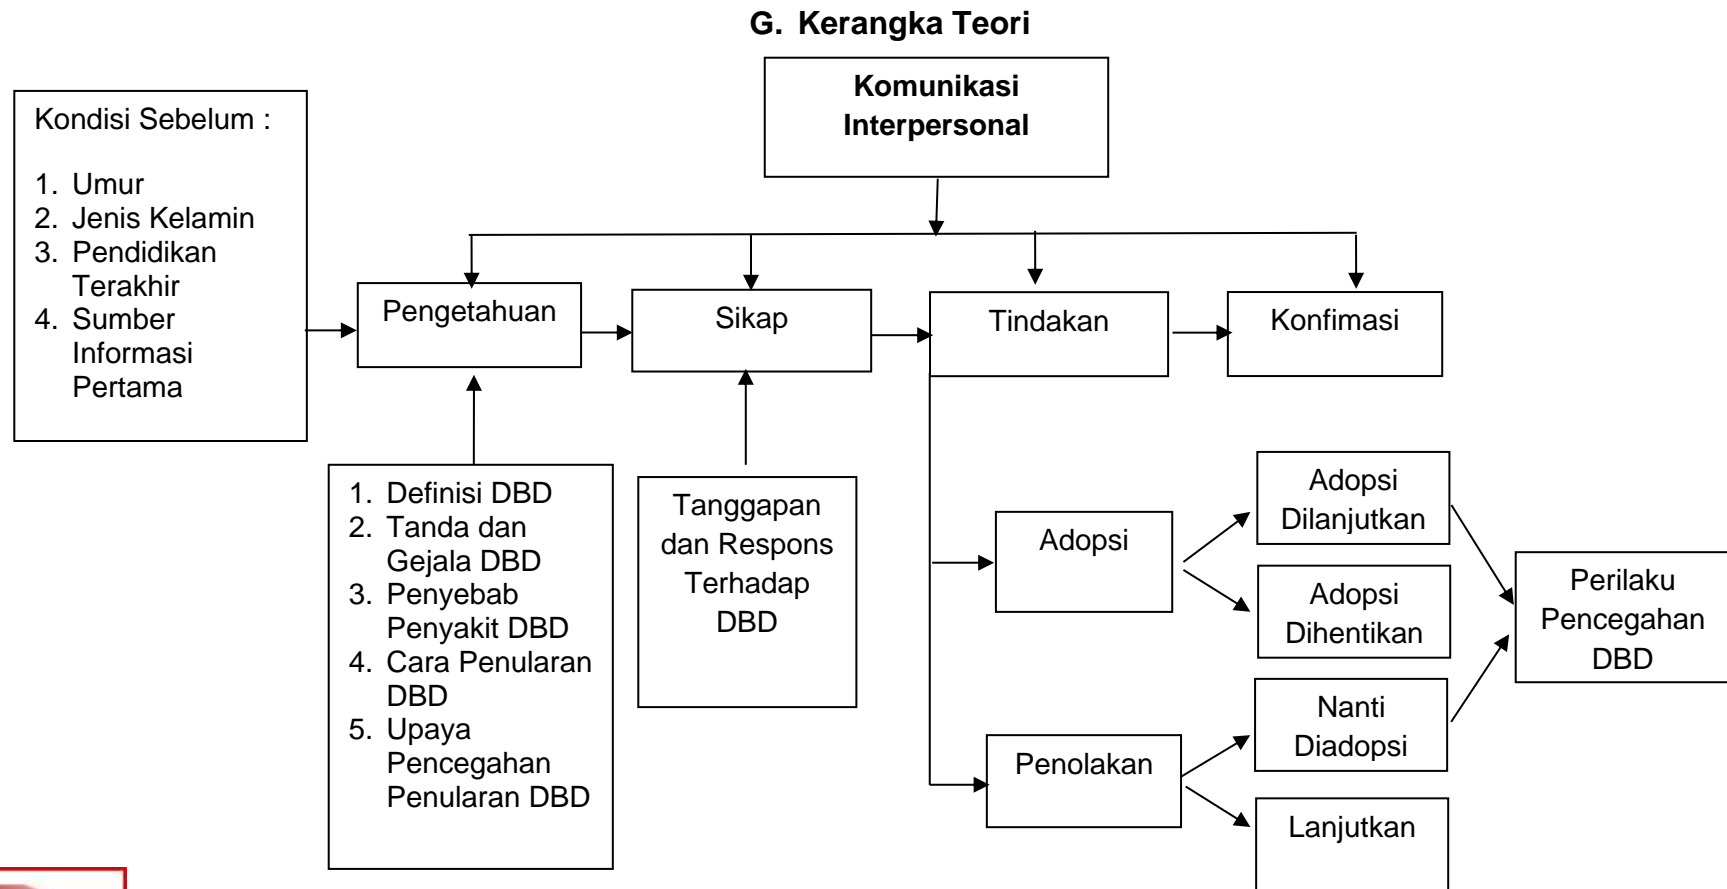 G. Kerangka Teori
Komunikasi
Interpersonal
Kondisi Sebelum :
1. Umur
2. Jenis Kelamin
3. Pendidikan
Terakhir
4. Sumber
Informasi
Pertama
Pengetahuan
Sikap
Tindakan
Konfimasi
1. Definisi DBD
2. Tanda dan
Gejala DBD
3. Penyebab
Penyakit DBD
4. Cara Penularan
DBD
5. Upaya
Pencegahan
Penularan DBD
Tanggapan
dan Respons
Terhadap
DBD
Adopsi
Adopsi
Dilanjutkan
Adopsi
Dihentikan
Perilaku
Pencegahan
DBD
Penolakan
Nanti
Diadopsi
Lanjutkan